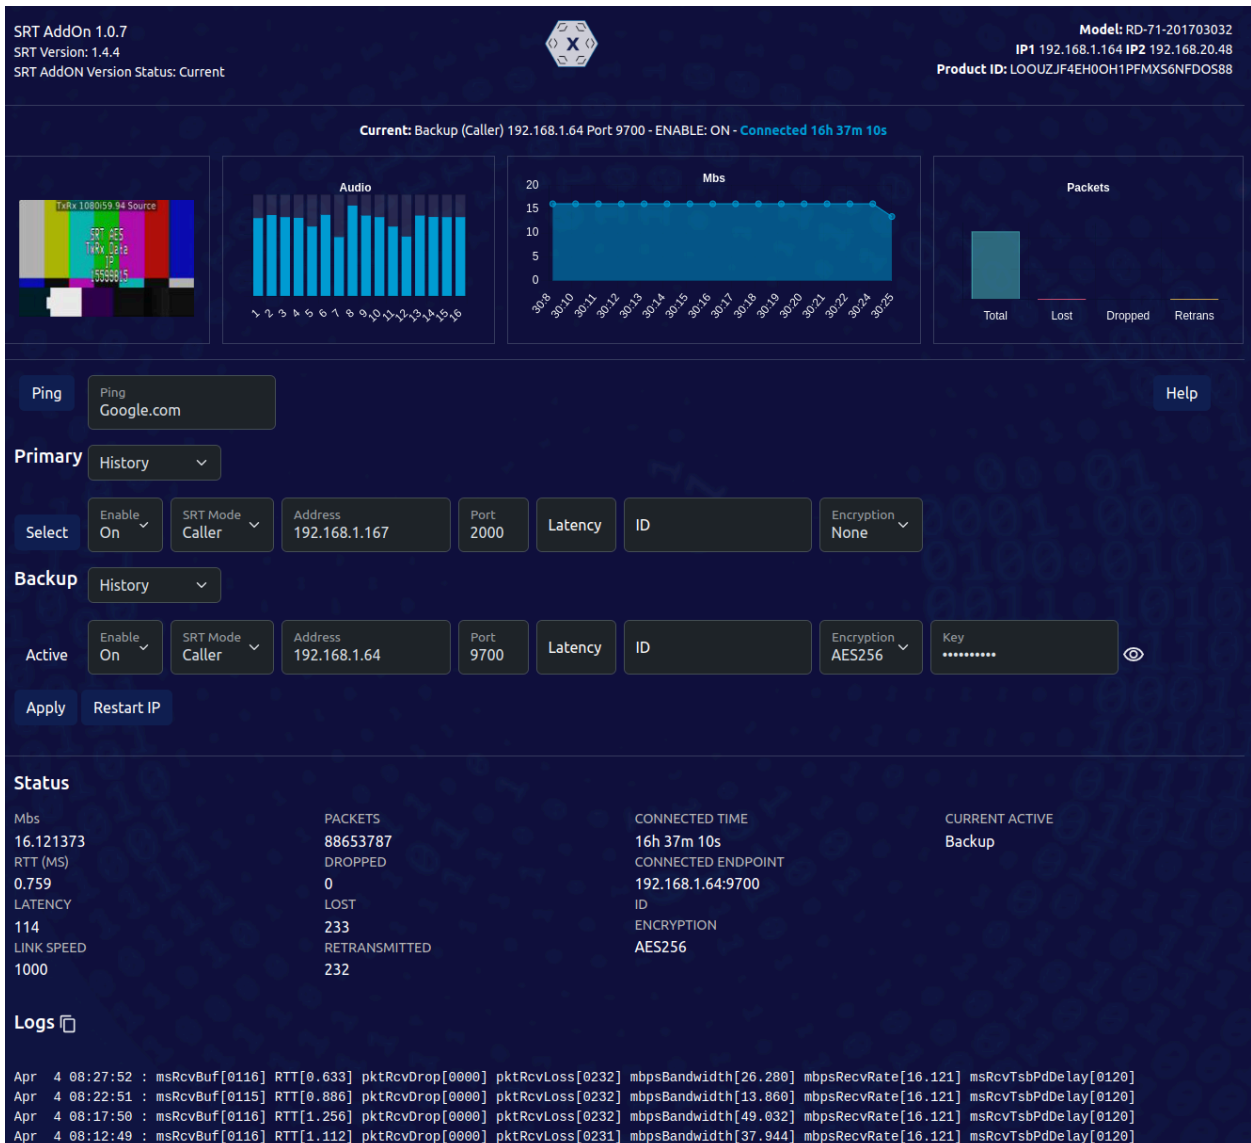 SRT AddOn 1.0.7
SRT Version: 1.4.4
SRT AddON Version Status: Current
X
Model: RD-71-201703032
IP1 192.168.1.164 IP2 192.168.20.48
Product ID: LOOUZJF4EH0OH1PFMXS6NFDOS88
Current: Backup (Caller) 192.168.1.64 Port 9700 - ENABLE: ON - Connected 16h 37m 10s
TxRx 1080i59.94 Source
SRT AES
TwRx Data
IP
15599815
Audio
1 2 3 4 5 6 7 8 9 10 11 12 13 14 15 16
Mbs
20
15
10
5
0
30:8 30:10 30:11 30:12 30:13 30:14 30:15 30:16 30:17 30:18 30:19 30:20 30:21 30:22 30:24 30:25
Packets
Total Lost Dropped Retrans
Ping
Ping
Google.com
Help
Primary
History
Select
Enable
On
SRT Mode
Caller
Address
192.168.1.167
Port
2000
Latency
ID
Encryption
None
Backup
History
Active
Enable
On
SRT Mode
Caller
Address
192.168.1.64
Port
9700
Latency
ID
Encryption
AES256
Key
••••••••••
Apply
Restart IP
Status
Mbs
16.121373
RTT (MS)
0.759
LATENCY
114
LINK SPEED
1000
PACKETS
88653787
DROPPED
0
LOST
233
RETRANSMITTED
232
CONNECTED TIME
16h 37m 10s
CONNECTED ENDPOINT
192.168.1.64:9700
ID
ENCRYPTION
AES256
CURRENT ACTIVE
Backup
Logs
Apr  4 08:27:52 : msRcvBuf[0116] RTT[0.633] pktRcvDrop[0000] pktRcvLoss[0232] mbpsBandwidth[26.280] mbpsRecvRate[16.121] msRcvTsbPdDelay[0120]
Apr  4 08:22:51 : msRcvBuf[0115] RTT[0.886] pktRcvDrop[0000] pktRcvLoss[0232] mbpsBandwidth[13.860] mbpsRecvRate[16.121] msRcvTsbPdDelay[0120]
Apr  4 08:17:50 : msRcvBuf[0116] RTT[1.256] pktRcvDrop[0000] pktRcvLoss[0232] mbpsBandwidth[49.032] mbpsRecvRate[16.121] msRcvTsbPdDelay[0120]
Apr  4 08:12:49 : msRcvBuf[0116] RTT[1.112] pktRcvDrop[0000] pktRcvLoss[0231] mbpsBandwidth[37.944] mbpsRecvRate[16.121] msRcvTsbPdDelay[0120]